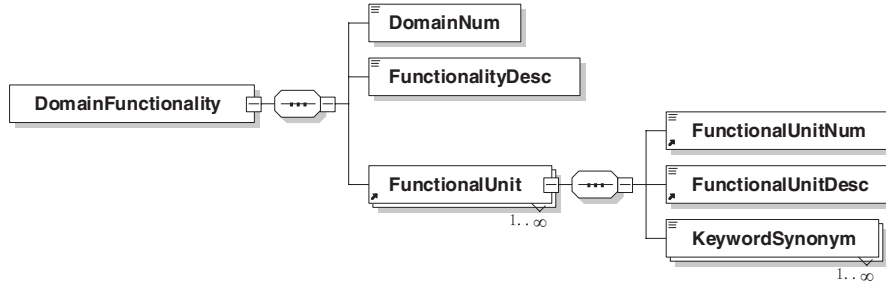 DomainNum
FunctionalityDesc
DomainFunctionality
FunctionalUnitNum
FunctionalUnit
FunctionalUnitDesc
1..∞
KeywordSynonym
1..∞